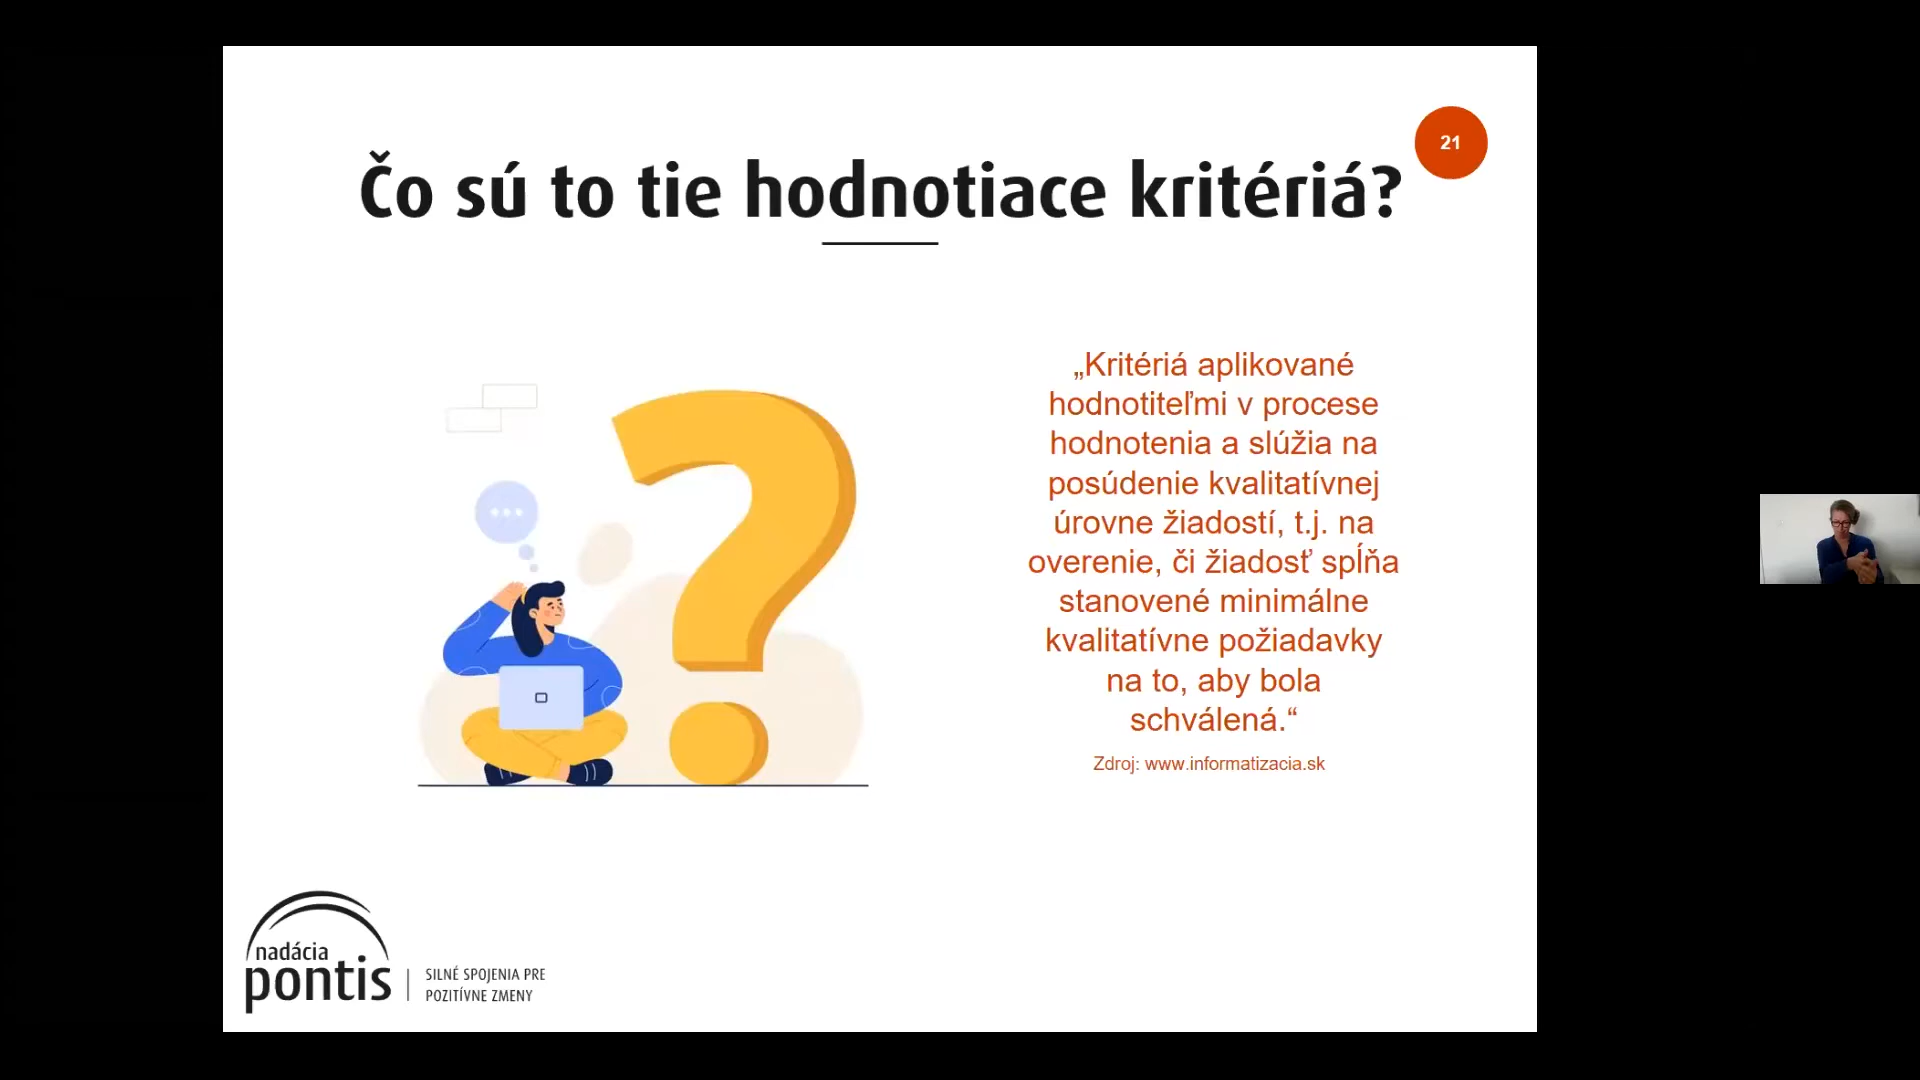 21
Čo sú to tie hodnotiace kritériá?
„Kritériá aplikované
hodnotiteľmi v procese
hodnotenia a slúžia na
posúdenie kvalitatívnej
úrovne žiadostí, t.j. na
overenie, či žiadosť spĺňa
stanovené minimálne
kvalitatívne požiadavky
na to, aby bola
schválená.“
Zdroj: www.informatizacia.sk
nadácia
pontis
SILNÉ SPOJENIA PRE
POZITÍVNE ZMENY